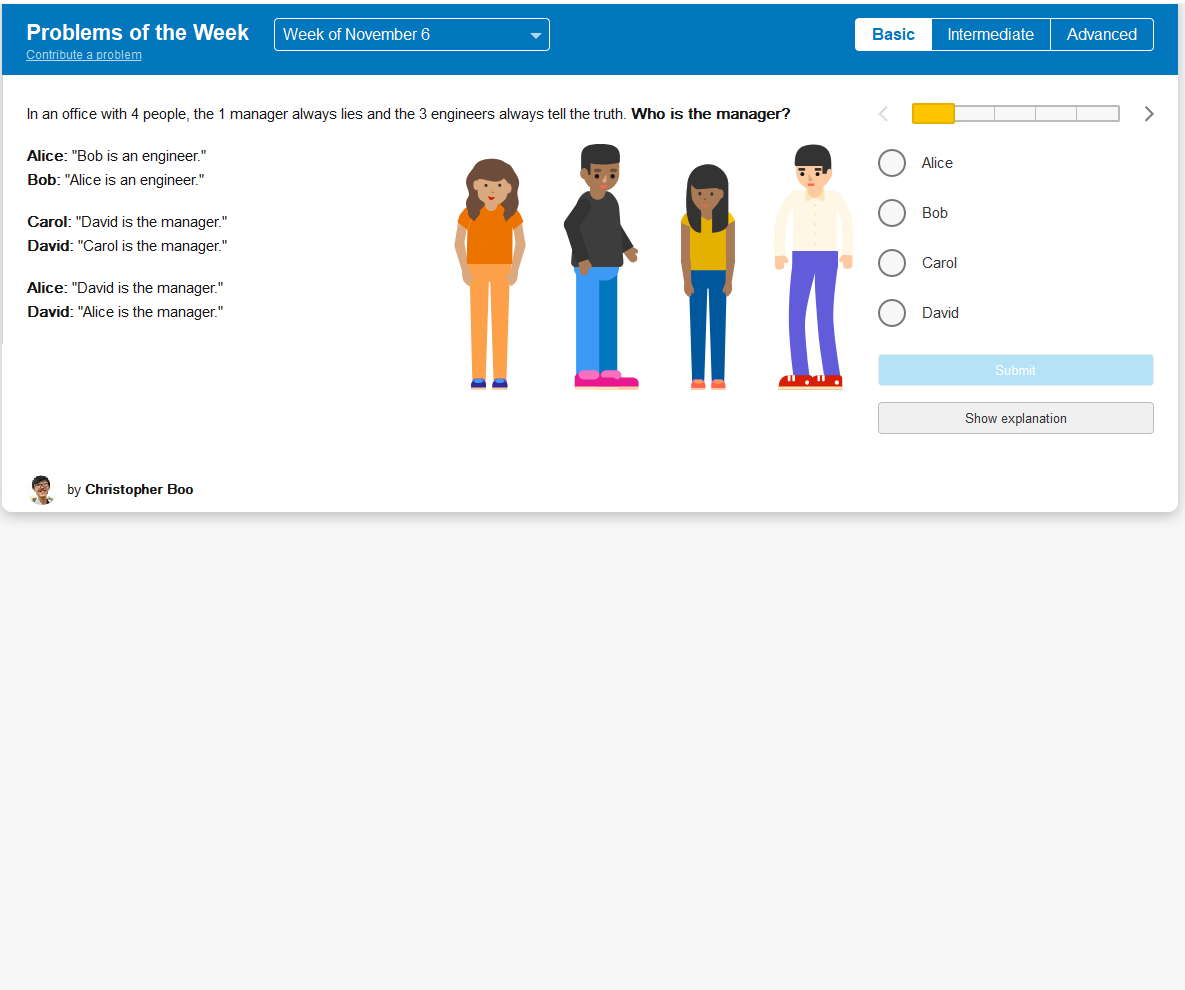 Problems of the Week
Contribute a problem
Week of November 6
Basic
Intermediate
Advanced
In an office with 4 people, the 1 manager always lies and the 3 engineers always tell the truth. Who is the manager?
Alice: "Bob is an engineer."
Bob: "Alice is an engineer."
Carol: "David is the manager."
David: "Carol is the manager."
Alice: "David is the manager."
David: "Alice is the manager."
Alice
Bob
Carol
David
Submit
Show explanation
by Christopher Boo